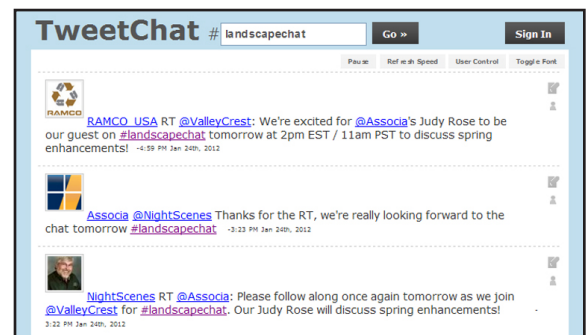 TweetChat # landscapechat Go » Sign In
Pause Refresh Speed User Control Toggle Font
RAMCO
RAMCO_USA RT @ValleyCrest: We're excited for @Associa's Judy Rose to be
our guest on #landscapechat tomorrow at 2pm EST / 11am PST to discuss spring
enhancements! -4:59 PM Jan 24th, 2012
Associa @NightScenes Thanks for the RT, we're really looking forward to the
chat tomorrow #landscapechat -3:23 PM Jan 24th, 2012
NightScenes RT @Associa: Please follow along once again tomorrow as we join
@ValleyCrest for #landscapechat. Our Judy Rose will discuss spring enhancements! -
3:22 PM Jan 24th, 2012